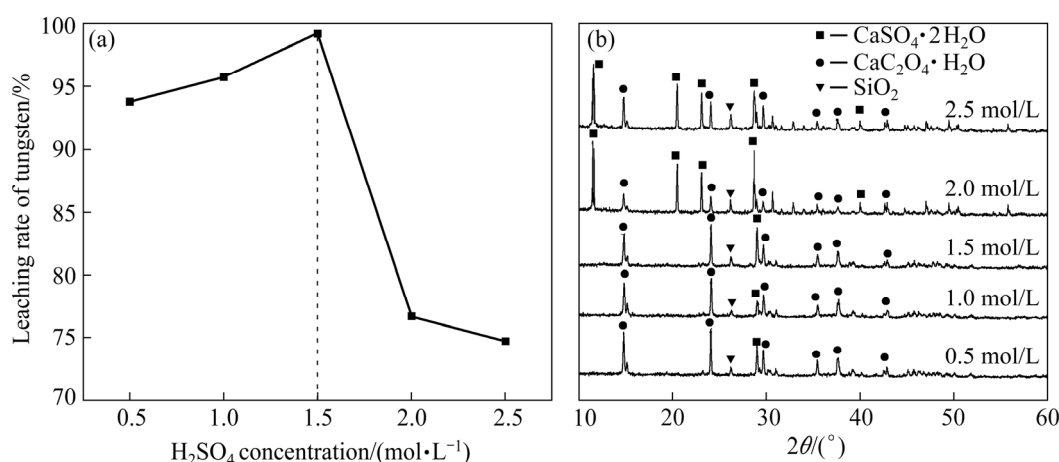 (a)
100
95
90
85
80
75
70
Leaching rate of tungsten/%
0.5 1.0 1.5 2.0 2.5
H₂SO₄ concentration/(mol•L⁻¹)
(b)
■ — CaSO₄•2H₂O
● — CaC₂O₄•H₂O
▼ — SiO₂
2.5 mol/L
2.0 mol/L
1.5 mol/L
1.0 mol/L
0.5 mol/L
10 20 30 40 50 60
2θ/(°)